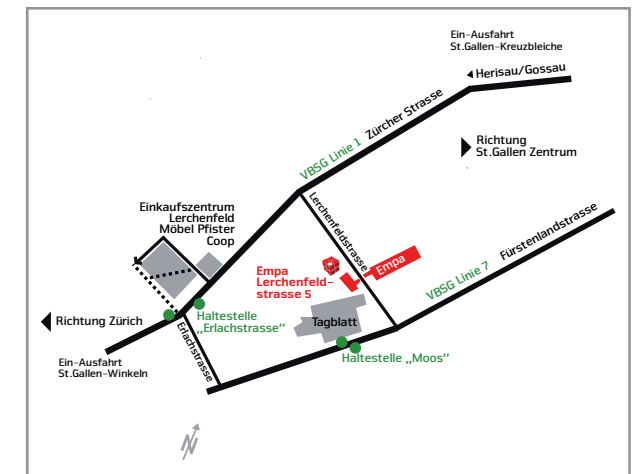 Ein-Ausfahrt
St.Gallen-Kreuzbleiche
Herisau/Gossau
VBSG Linie 1 Zürcher Strasse
Richtung
St.Gallen Zentrum
Lerchenfeldstrasse
Einkaufszentrum
Lerchenfeld
Möbel Pfister
Coop
Fürstenlandstrasse
VBSG Linie 7
Empa
Empa
Lerchenfeld-
strasse 5
Haltestelle
„Erlachstrasse“
Tagblatt
Richtung Zürich
Erlachstrasse
Haltestelle „Moos“
Ein-Ausfahrt
St.Gallen-Winkeln
N